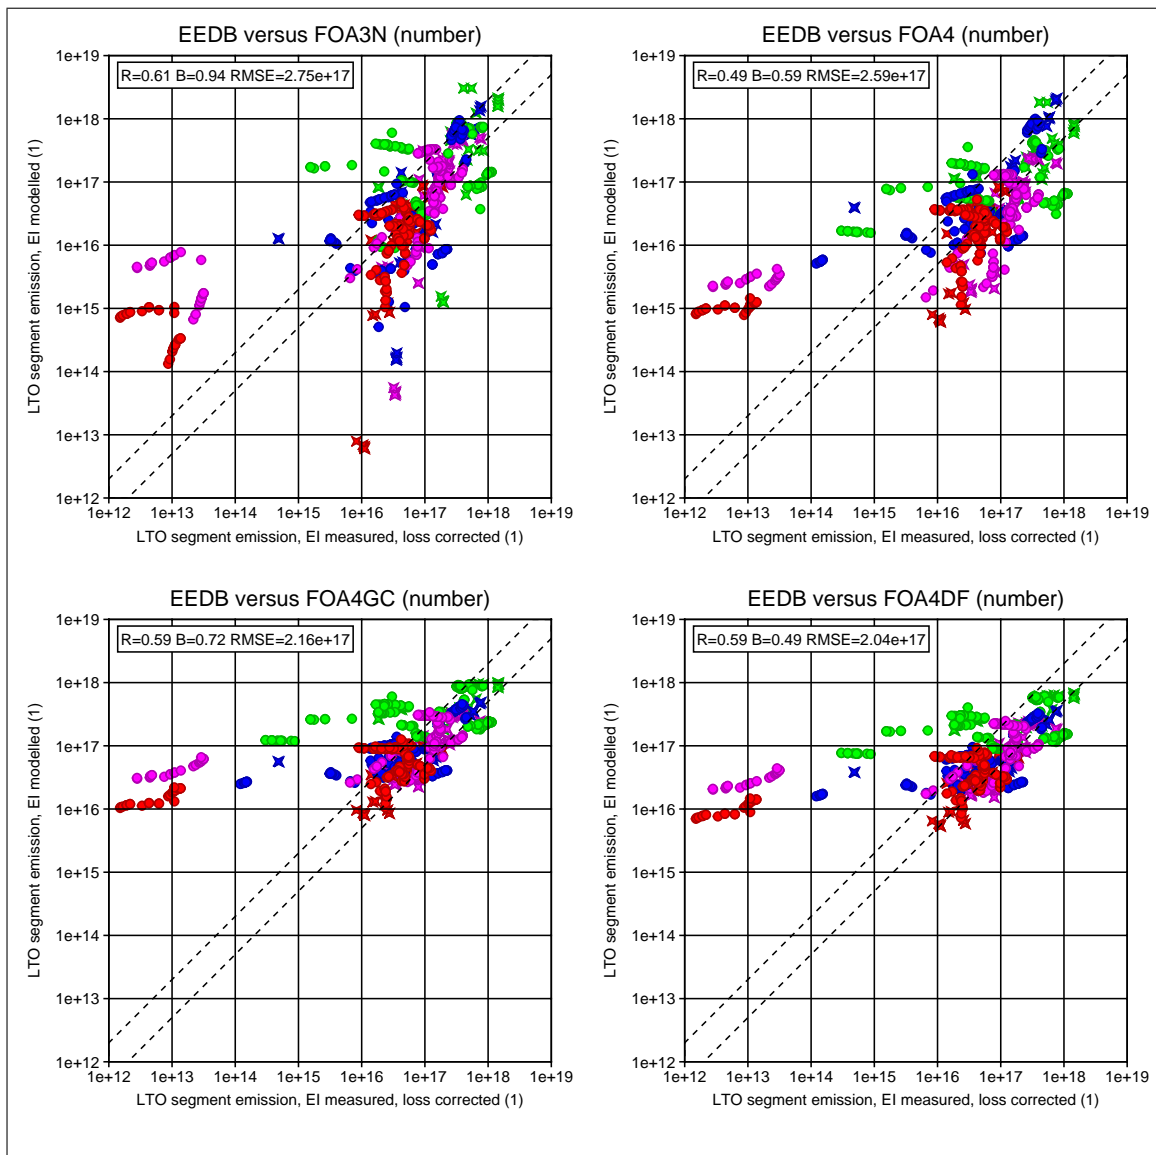 EEDB versus FOA3N (number)
R=0.61 B=0.94 RMSE=2.75e+17
LTO segment emission, EI modelled (1)
1e+19
1e+18
1e+17
1e+16
1e+15
1e+14
1e+13
1e+12
1e+12 1e+13 1e+14 1e+15 1e+16 1e+17 1e+18 1e+19
LTO segment emission, EI measured, loss corrected (1)
EEDB versus FOA4 (number)
R=0.49 B=0.59 RMSE=2.59e+17
LTO segment emission, EI modelled (1)
1e+19
1e+18
1e+17
1e+16
1e+15
1e+14
1e+13
1e+12
1e+12 1e+13 1e+14 1e+15 1e+16 1e+17 1e+18 1e+19
LTO segment emission, EI measured, loss corrected (1)
EEDB versus FOA4GC (number)
R=0.59 B=0.72 RMSE=2.16e+17
LTO segment emission, EI modelled (1)
1e+19
1e+18
1e+17
1e+16
1e+15
1e+14
1e+13
1e+12
1e+12 1e+13 1e+14 1e+15 1e+16 1e+17 1e+18 1e+19
LTO segment emission, EI measured, loss corrected (1)
EEDB versus FOA4DF (number)
R=0.59 B=0.49 RMSE=2.04e+17
LTO segment emission, EI modelled (1)
1e+19
1e+18
1e+17
1e+16
1e+15
1e+14
1e+13
1e+12
1e+12 1e+13 1e+14 1e+15 1e+16 1e+17 1e+18 1e+19
LTO segment emission, EI measured, loss corrected (1)